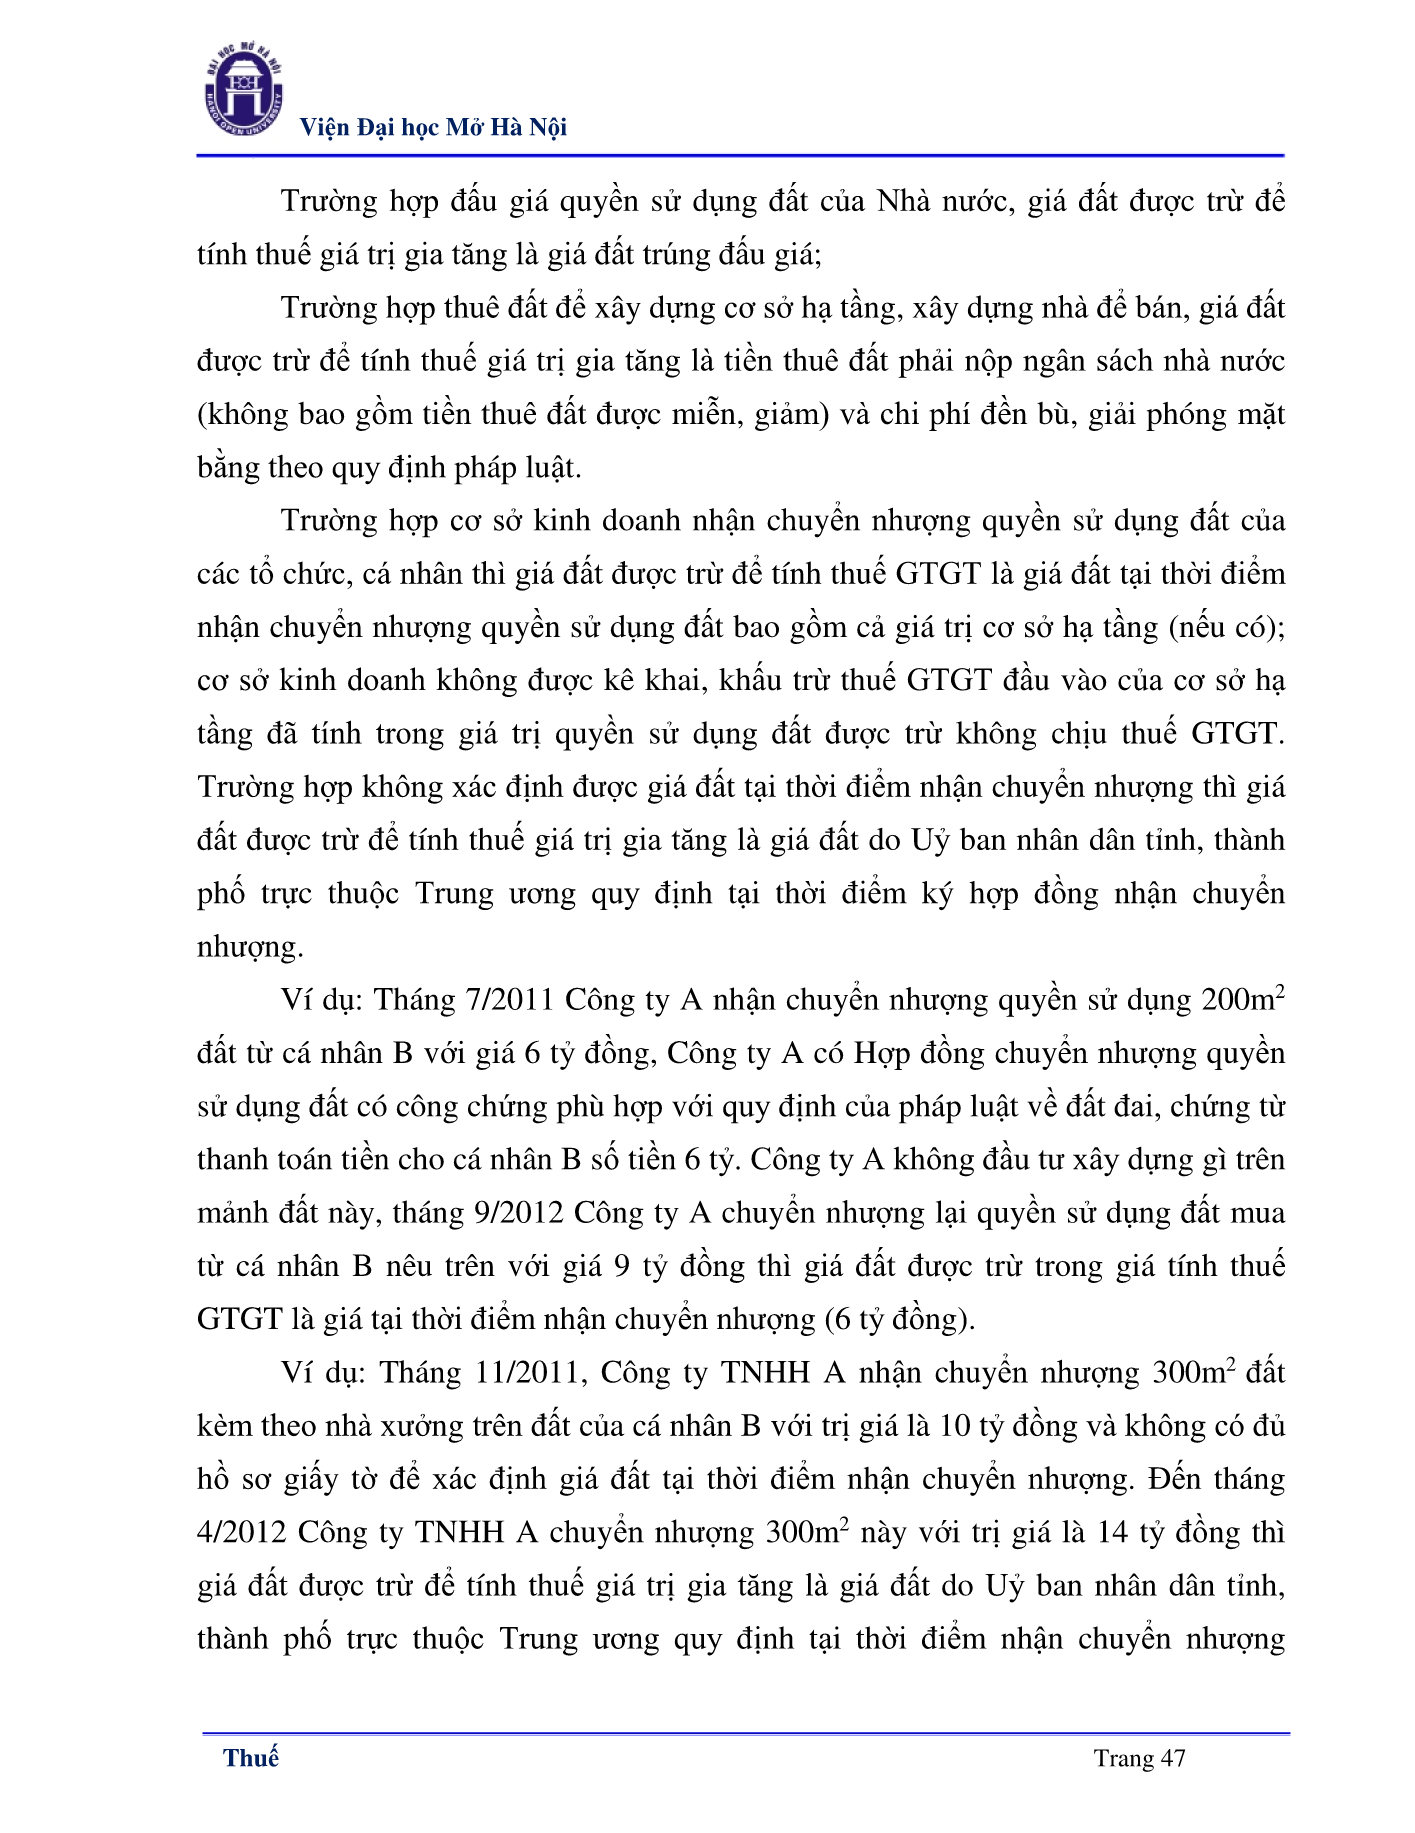 ĐẠI HỌC MỞ HÀ NỘI
HANOI OPEN UNIVERSITY
Viện Đại học Mở Hà Nội
Trường hợp đấu giá quyền sử dụng đất của Nhà nước, giá đất được trừ để
tính thuế giá trị gia tăng là giá đất trúng đấu giá;
Trường hợp thuê đất để xây dựng cơ sở hạ tầng, xây dựng nhà để bán, giá đất
được trừ để tính thuế giá trị gia tăng là tiền thuê đất phải nộp ngân sách nhà nước
(không bao gồm tiền thuê đất được miễn, giảm) và chi phí đền bù, giải phóng mặt
bằng theo quy định pháp luật.
Trường hợp cơ sở kinh doanh nhận chuyển nhượng quyền sử dụng đất của
các tổ chức, cá nhân thì giá đất được trừ để tính thuế GTGT là giá đất tại thời điểm
nhận chuyển nhượng quyền sử dụng đất bao gồm cả giá trị cơ sở hạ tầng (nếu có);
cơ sở kinh doanh không được kê khai, khấu trừ thuế GTGT đầu vào của cơ sở hạ
tầng đã tính trong giá trị quyền sử dụng đất được trừ không chịu thuế GTGT.
Trường hợp không xác định được giá đất tại thời điểm nhận chuyển nhượng thì giá
đất được trừ để tính thuế giá trị gia tăng là giá đất do Uỷ ban nhân dân tỉnh, thành
phố trực thuộc Trung ương quy định tại thời điểm ký hợp đồng nhận chuyển
nhượng.
Ví dụ: Tháng 7/2011 Công ty A nhận chuyển nhượng quyền sử dụng 200m²
đất từ cá nhân B với giá 6 tỷ đồng, Công ty A có Hợp đồng chuyển nhượng quyền
sử dụng đất có công chứng phù hợp với quy định của pháp luật về đất đai, chứng từ
thanh toán tiền cho cá nhân B số tiền 6 tỷ. Công ty A không đầu tư xây dựng gì trên
mảnh đất này, tháng 9/2012 Công ty A chuyển nhượng lại quyền sử dụng đất mua
từ cá nhân B nêu trên với giá 9 tỷ đồng thì giá đất được trừ trong giá tính thuế
GTGT là giá tại thời điểm nhận chuyển nhượng (6 tỷ đồng).
Ví dụ: Tháng 11/2011, Công ty TNHH A nhận chuyển nhượng 300m² đất
kèm theo nhà xưởng trên đất của cá nhân B với trị giá là 10 tỷ đồng và không có đủ
hồ sơ giấy tờ để xác định giá đất tại thời điểm nhận chuyển nhượng. Đến tháng
4/2012 Công ty TNHH A chuyển nhượng 300m² này với trị giá là 14 tỷ đồng thì
giá đất được trừ để tính thuế giá trị gia tăng là giá đất do Uỷ ban nhân dân tỉnh,
thành phố trực thuộc Trung ương quy định tại thời điểm nhận chuyển nhượng
Thuế
Trang 47